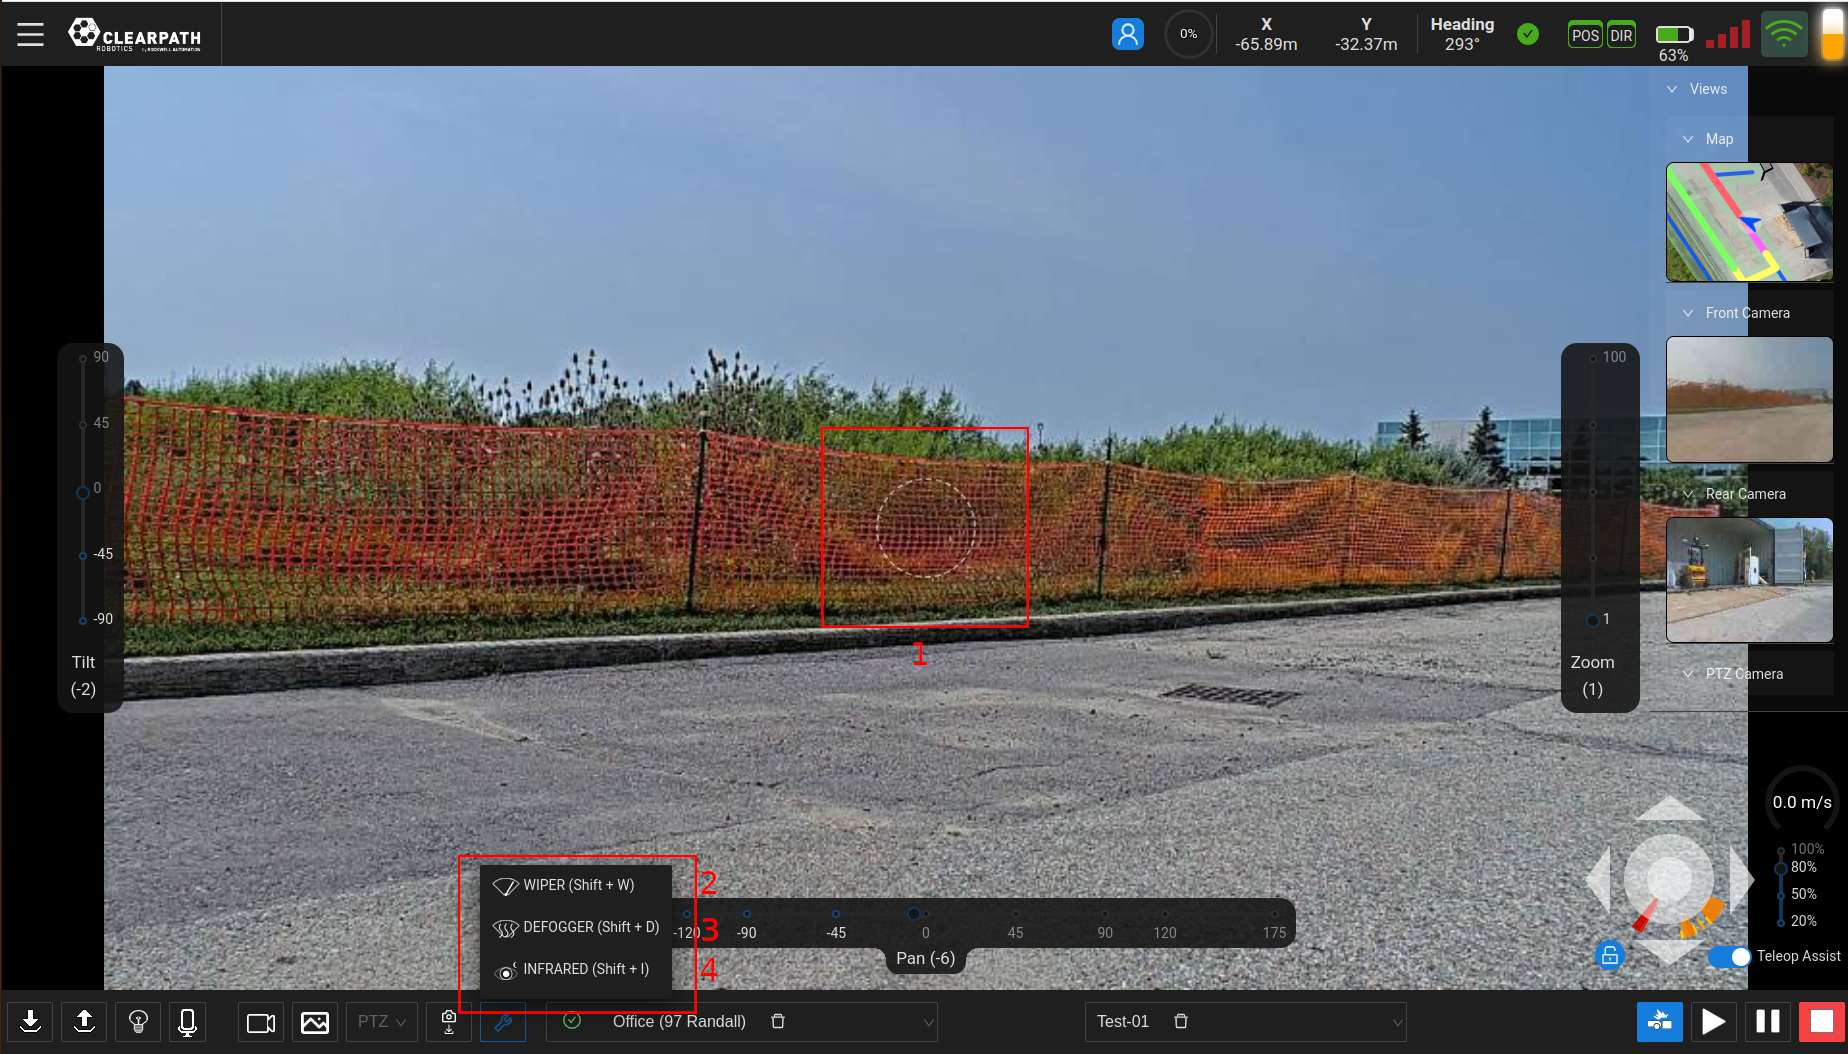 CLEARPATH
ROBOTICS BY ROCKWELL AUTOMATION
0%
X
-65.89m
Y
-32.37m
Heading
293°
POS
DIR
63%
Views
Map
Front Camera
Rear Camera
PTZ Camera
90
45
0
-45
-90
Tilt
(-2)
100
1
Zoom
(1)
1
WIPER (Shift + W)
2
DEFOGGER (Shift + D)
3
INFRARED (Shift + I)
4
-120
-90
-45
0
45
90
120
175
Pan (-6)
0.0 m/s
100%
80%
50%
20%
Teleop Assist
PTZ
Office (97 Randall)
Test-01